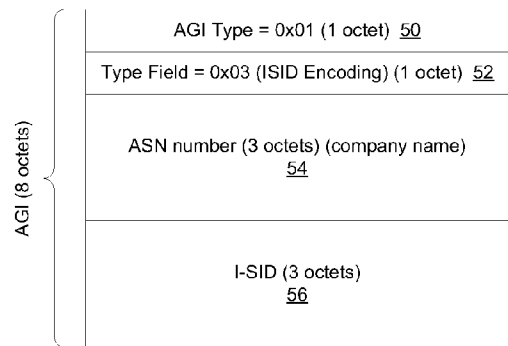 AGI (8 octets)
AGI Type = 0x01 (1 octet) 50
Type Field = 0x03 (ISID Encoding) (1 octet) 52
ASN number (3 octets) (company name)
54
I-SID (3 octets)
56